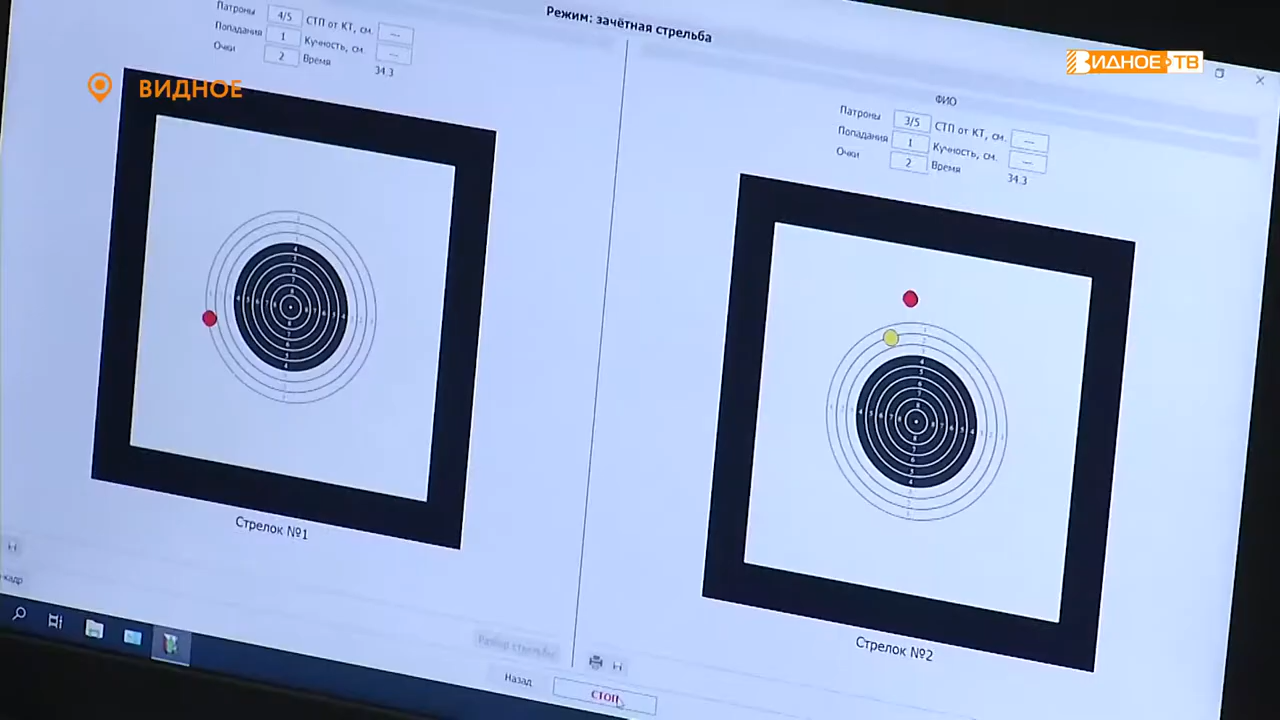 Режим: зачётная стрельба
Патроны 4/5 СТП от КТ, см. ---
Попадания 1 Кучность, см. ---
Очки 2 Время 34.3
ВИДНОЕ
ВИДНОЕ ТВ
ФИО
Патроны 3/5 СТП от КТ, см. ---
Попадания 1 Кучность, см. ---
Очки 2 Время 34.3
Стрелок №1
Стрелок №2
Разбор стрельбы
Назад СТОП